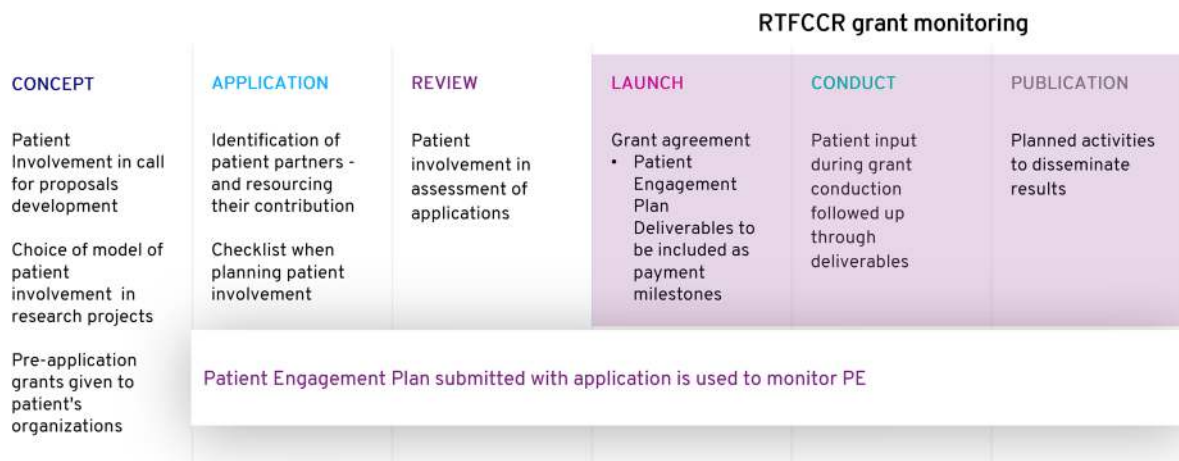 RTFCCR grant monitoring
CONCEPT
Patient
Involvement in call
for proposals
development
Choice of model of
patient
involvement in
research projects
Pre-application
grants given to
patient's
organizations
APPLICATION
Identification of
patient partners -
and resourcing
their contribution
Checklist when
planning patient
involvement
REVIEW
Patient
involvement in
assessment of
applications
LAUNCH
Grant agreement
• Patient
Engagement
Plan
Deliverables to
be included as
payment
milestones
CONDUCT
Patient input
during grant
conduction
followed up
through
deliverables
PUBLICATION
Planned activities
to disseminate
results
Patient Engagement Plan submitted with application is used to monitor PE